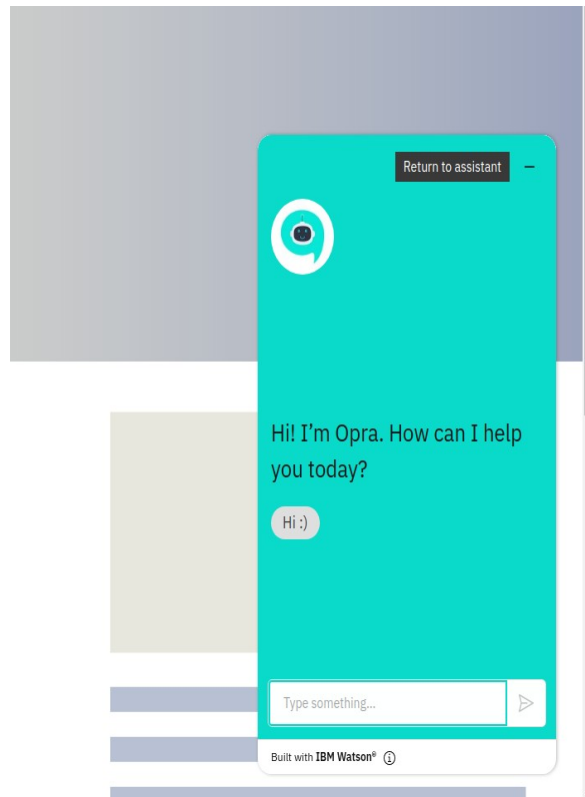 Return to assistant
Hi! I'm Opra. How can I help
you today?
Hi :)
Type something...
Built with IBM Watson®